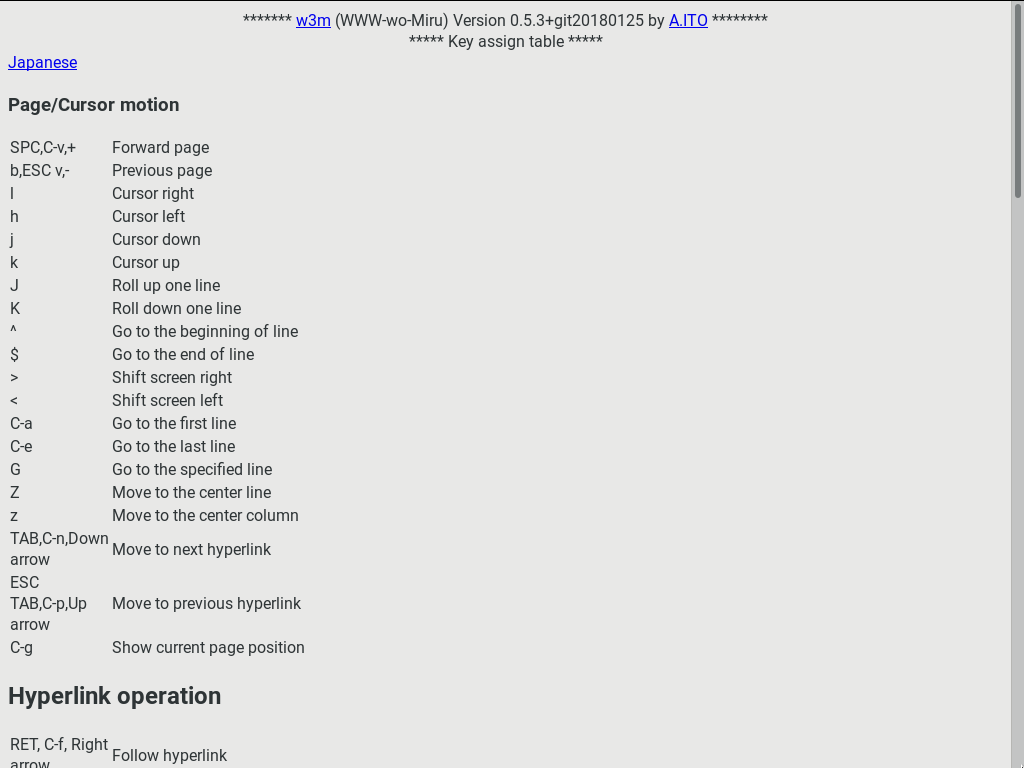 ******* w3m (WWW-wo-Miru) Version 0.5.3+git20180125 by A.ITO ********
***** Key assign table *****
Japanese
Page/Cursor motion
SPC,C-v,+ Forward page
b,ESC v,- Previous page
l Cursor right
h Cursor left
j Cursor down
k Cursor up
J Roll up one line
K Roll down one line
^ Go to the beginning of line
$ Go to the end of line
> Shift screen right
< Shift screen left
C-a Go to the first line
C-e Go to the last line
G Go to the specified line
Z Move to the center line
z Move to the center column
TAB,C-n,Down
arrow Move to next hyperlink
ESC
TAB,C-p,Up Move to previous hyperlink
arrow
C-g Show current page position
Hyperlink operation
RET, C-f, Right
arrow Follow hyperlink